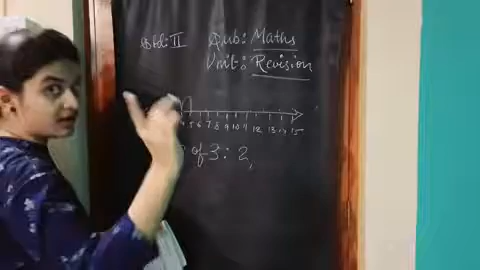 Std: II Sub: Maths
Unit: Revision
4 5 6 7 8 9 10 11 12 13 14 15
of 3: 2,